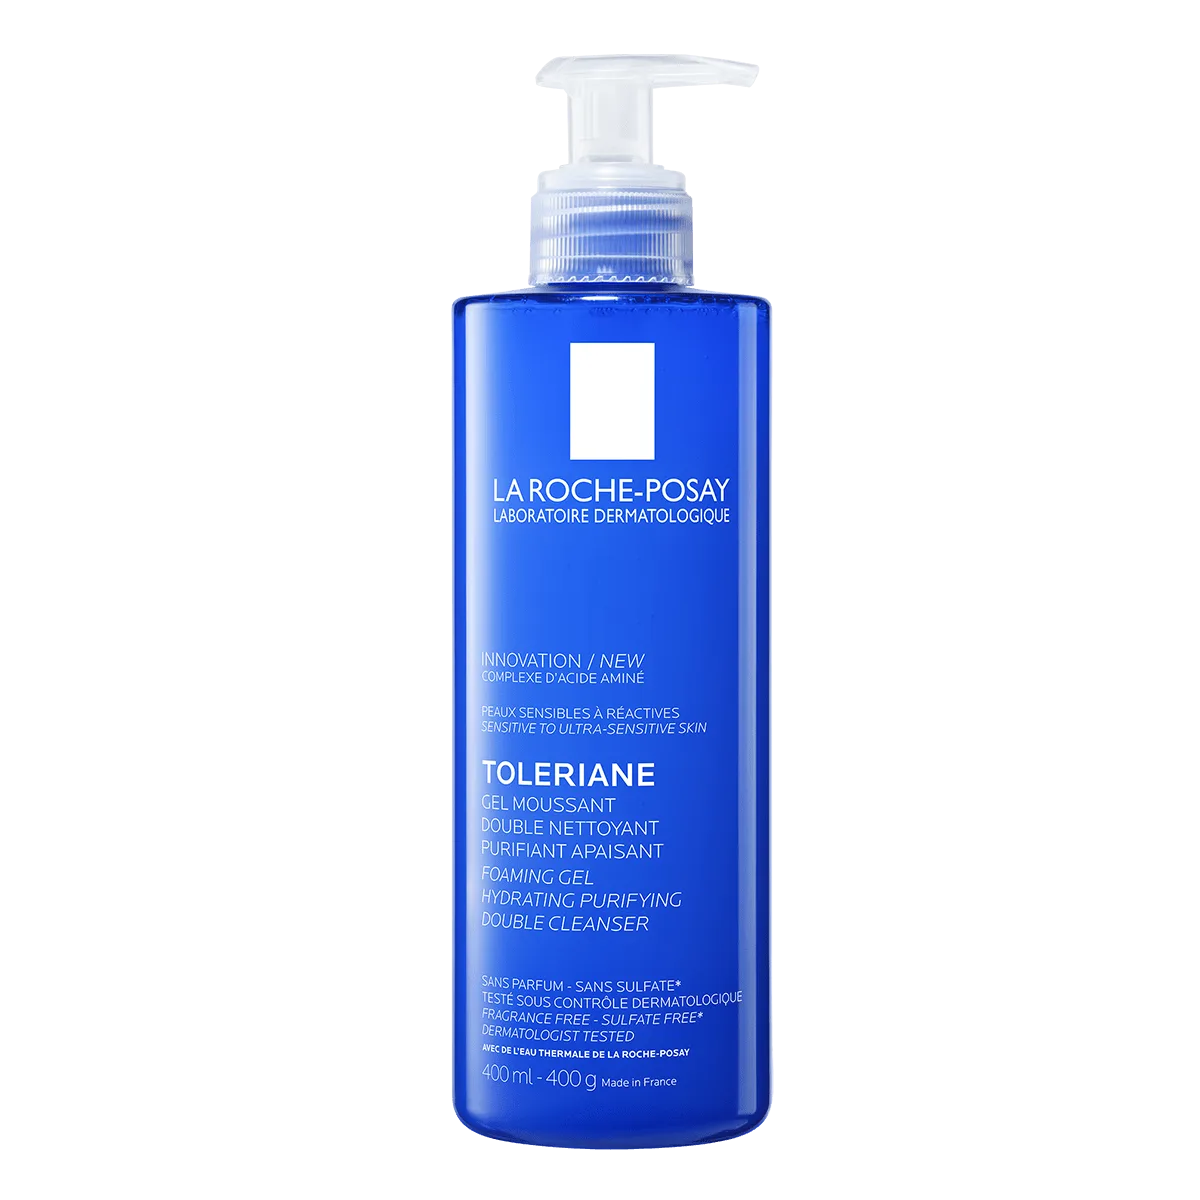 LA ROCHE-POSAY
LABORATOIRE DERMATOLOGIQUE
INNOVATION / NEW
COMPLEXE D'ACIDE AMINÉ
PEAUX SENSIBLES À RÉACTIVES
SENSITIVE TO ULTRA-SENSITIVE SKIN
TOLERIANE
GEL MOUSSANT
DOUBLE NETTOYANT
PURIFIANT APAISANT
FOAMING GEL
HYDRATING PURIFYING
DOUBLE CLEANSER
SANS PARFUM - SANS SULFATE*
TESTÉ SOUS CONTRÔLE DERMATOLOGIQUE
FRAGRANCE FREE - SULFATE FREE*
DERMATOLOGIST TESTED
AVEC DE L'EAU THERMALE DE LA ROCHE-POSAY
400 ml - 400 g Made in France